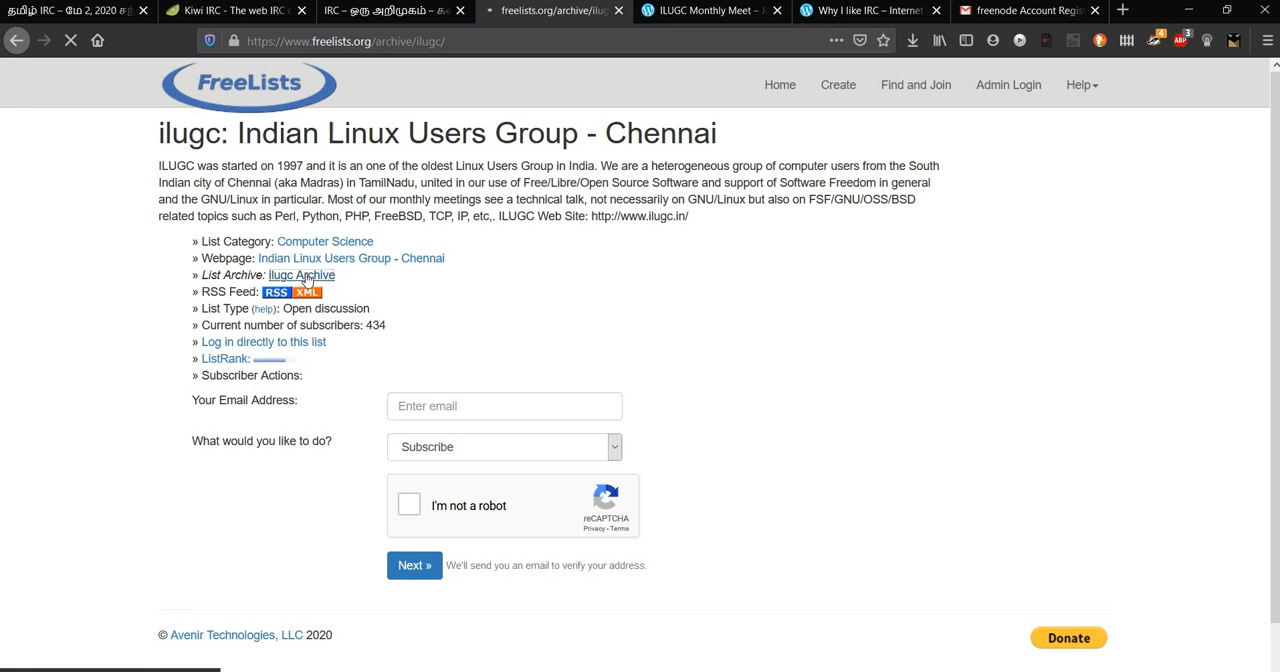 தமிழ் IRC – மே 2, 2020 சந்
Kiwi IRC - The web IRC c
IRC – ஒரு அறிமுகம் – க
freelists.org/archive/ilug
ILUGC Monthly Meet – J
Why I like IRC – Internet
freenode Account Regis
https://www.freelists.org/archive/ilugc/
4
ABP
3
FreeLists
Home
Create
Find and Join
Admin Login
Help
ilugc: Indian Linux Users Group - Chennai
ILUGC was started on 1997 and it is an one of the oldest Linux Users Group in India. We are a heterogeneous group of computer users from the South
Indian city of Chennai (aka Madras) in TamilNadu, united in our use of Free/Libre/Open Source Software and support of Software Freedom in general
and the GNU/Linux in particular. Most of our monthly meetings see a technical talk, not necessarily on GNU/Linux but also on FSF/GNU/OSS/BSD
related topics such as Perl, Python, PHP, FreeBSD, TCP, IP, etc,. ILUGC Web Site: http://www.ilugc.in/
» List Category: Computer Science
» Webpage: Indian Linux Users Group - Chennai
» List Archive: ilugc Archive
» RSS Feed: RSS XML
» List Type (help): Open discussion
» Current number of subscribers: 434
» Log in directly to this list
» ListRank:
» Subscriber Actions:
Your Email Address:
Enter email
What would you like to do?
Subscribe
I'm not a robot
reCAPTCHA
Privacy - Terms
Next »
We'll send you an email to verify your address.
© Avenir Technologies, LLC 2020
Donate